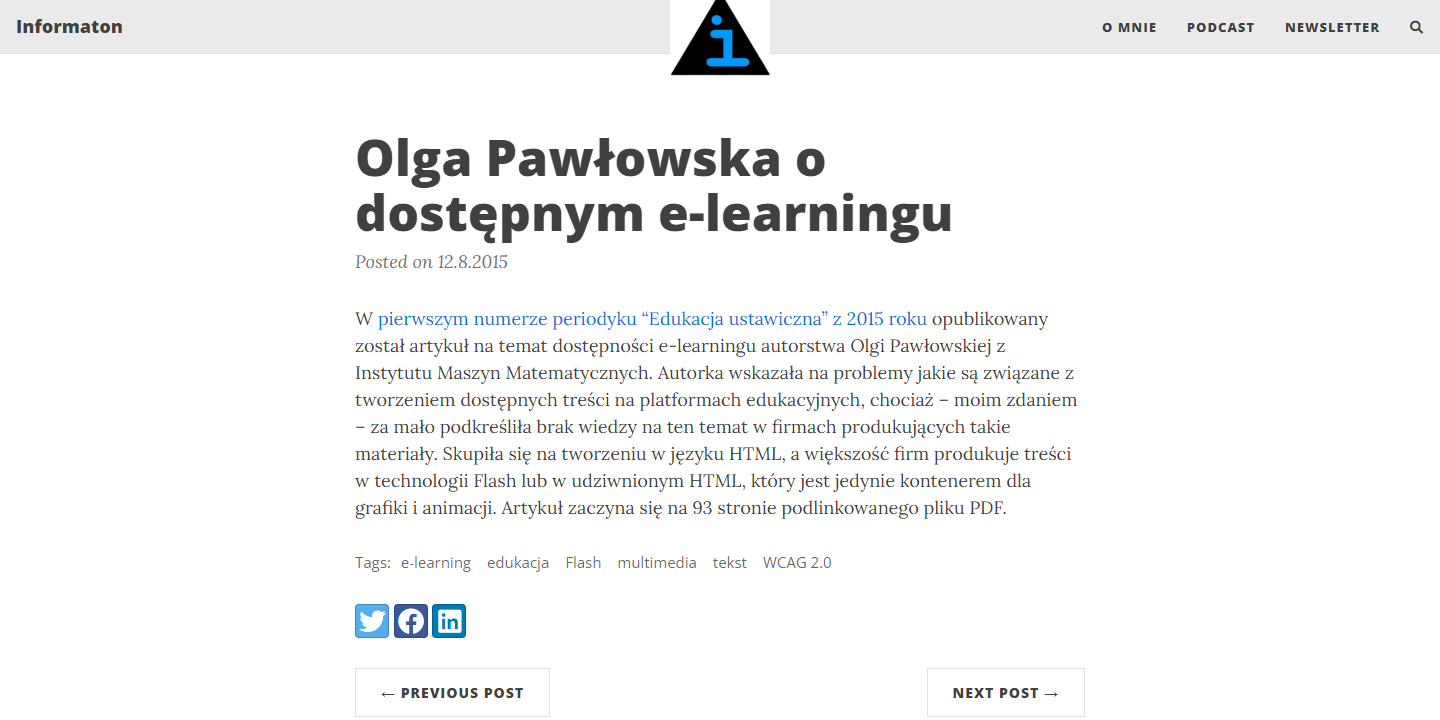 Informaton
i
O MNIE
PODCAST
NEWSLETTER
Olga Pawłowska o
dostępnym e-learningu
Posted on 12.8.2015
W pierwszym numerze periodyku “Edukacja ustawiczna” z 2015 roku opublikowany
został artykuł na temat dostępności e-learningu autorstwa Olgi Pawłowskiej z
Instytutu Maszyn Matematycznych. Autorka wskazała na problemy jakie są związane z
tworzeniem dostępnych treści na platformach edukacyjnych, chociaż – moim zdaniem
– za mało podkreśliła brak wiedzy na ten temat w firmach produkujących takie
materiały. Skupiła się na tworzeniu w języku HTML, a większość firm produkuje treści
w technologii Flash lub w udziwnionym HTML, który jest jedynie kontenerem dla
grafiki i animacji. Artykuł zaczyna się na 93 stronie podlinkowanego pliku PDF.
Tags: e-learning edukacja Flash multimedia tekst WCAG 2.0
← PREVIOUS POST
NEXT POST →